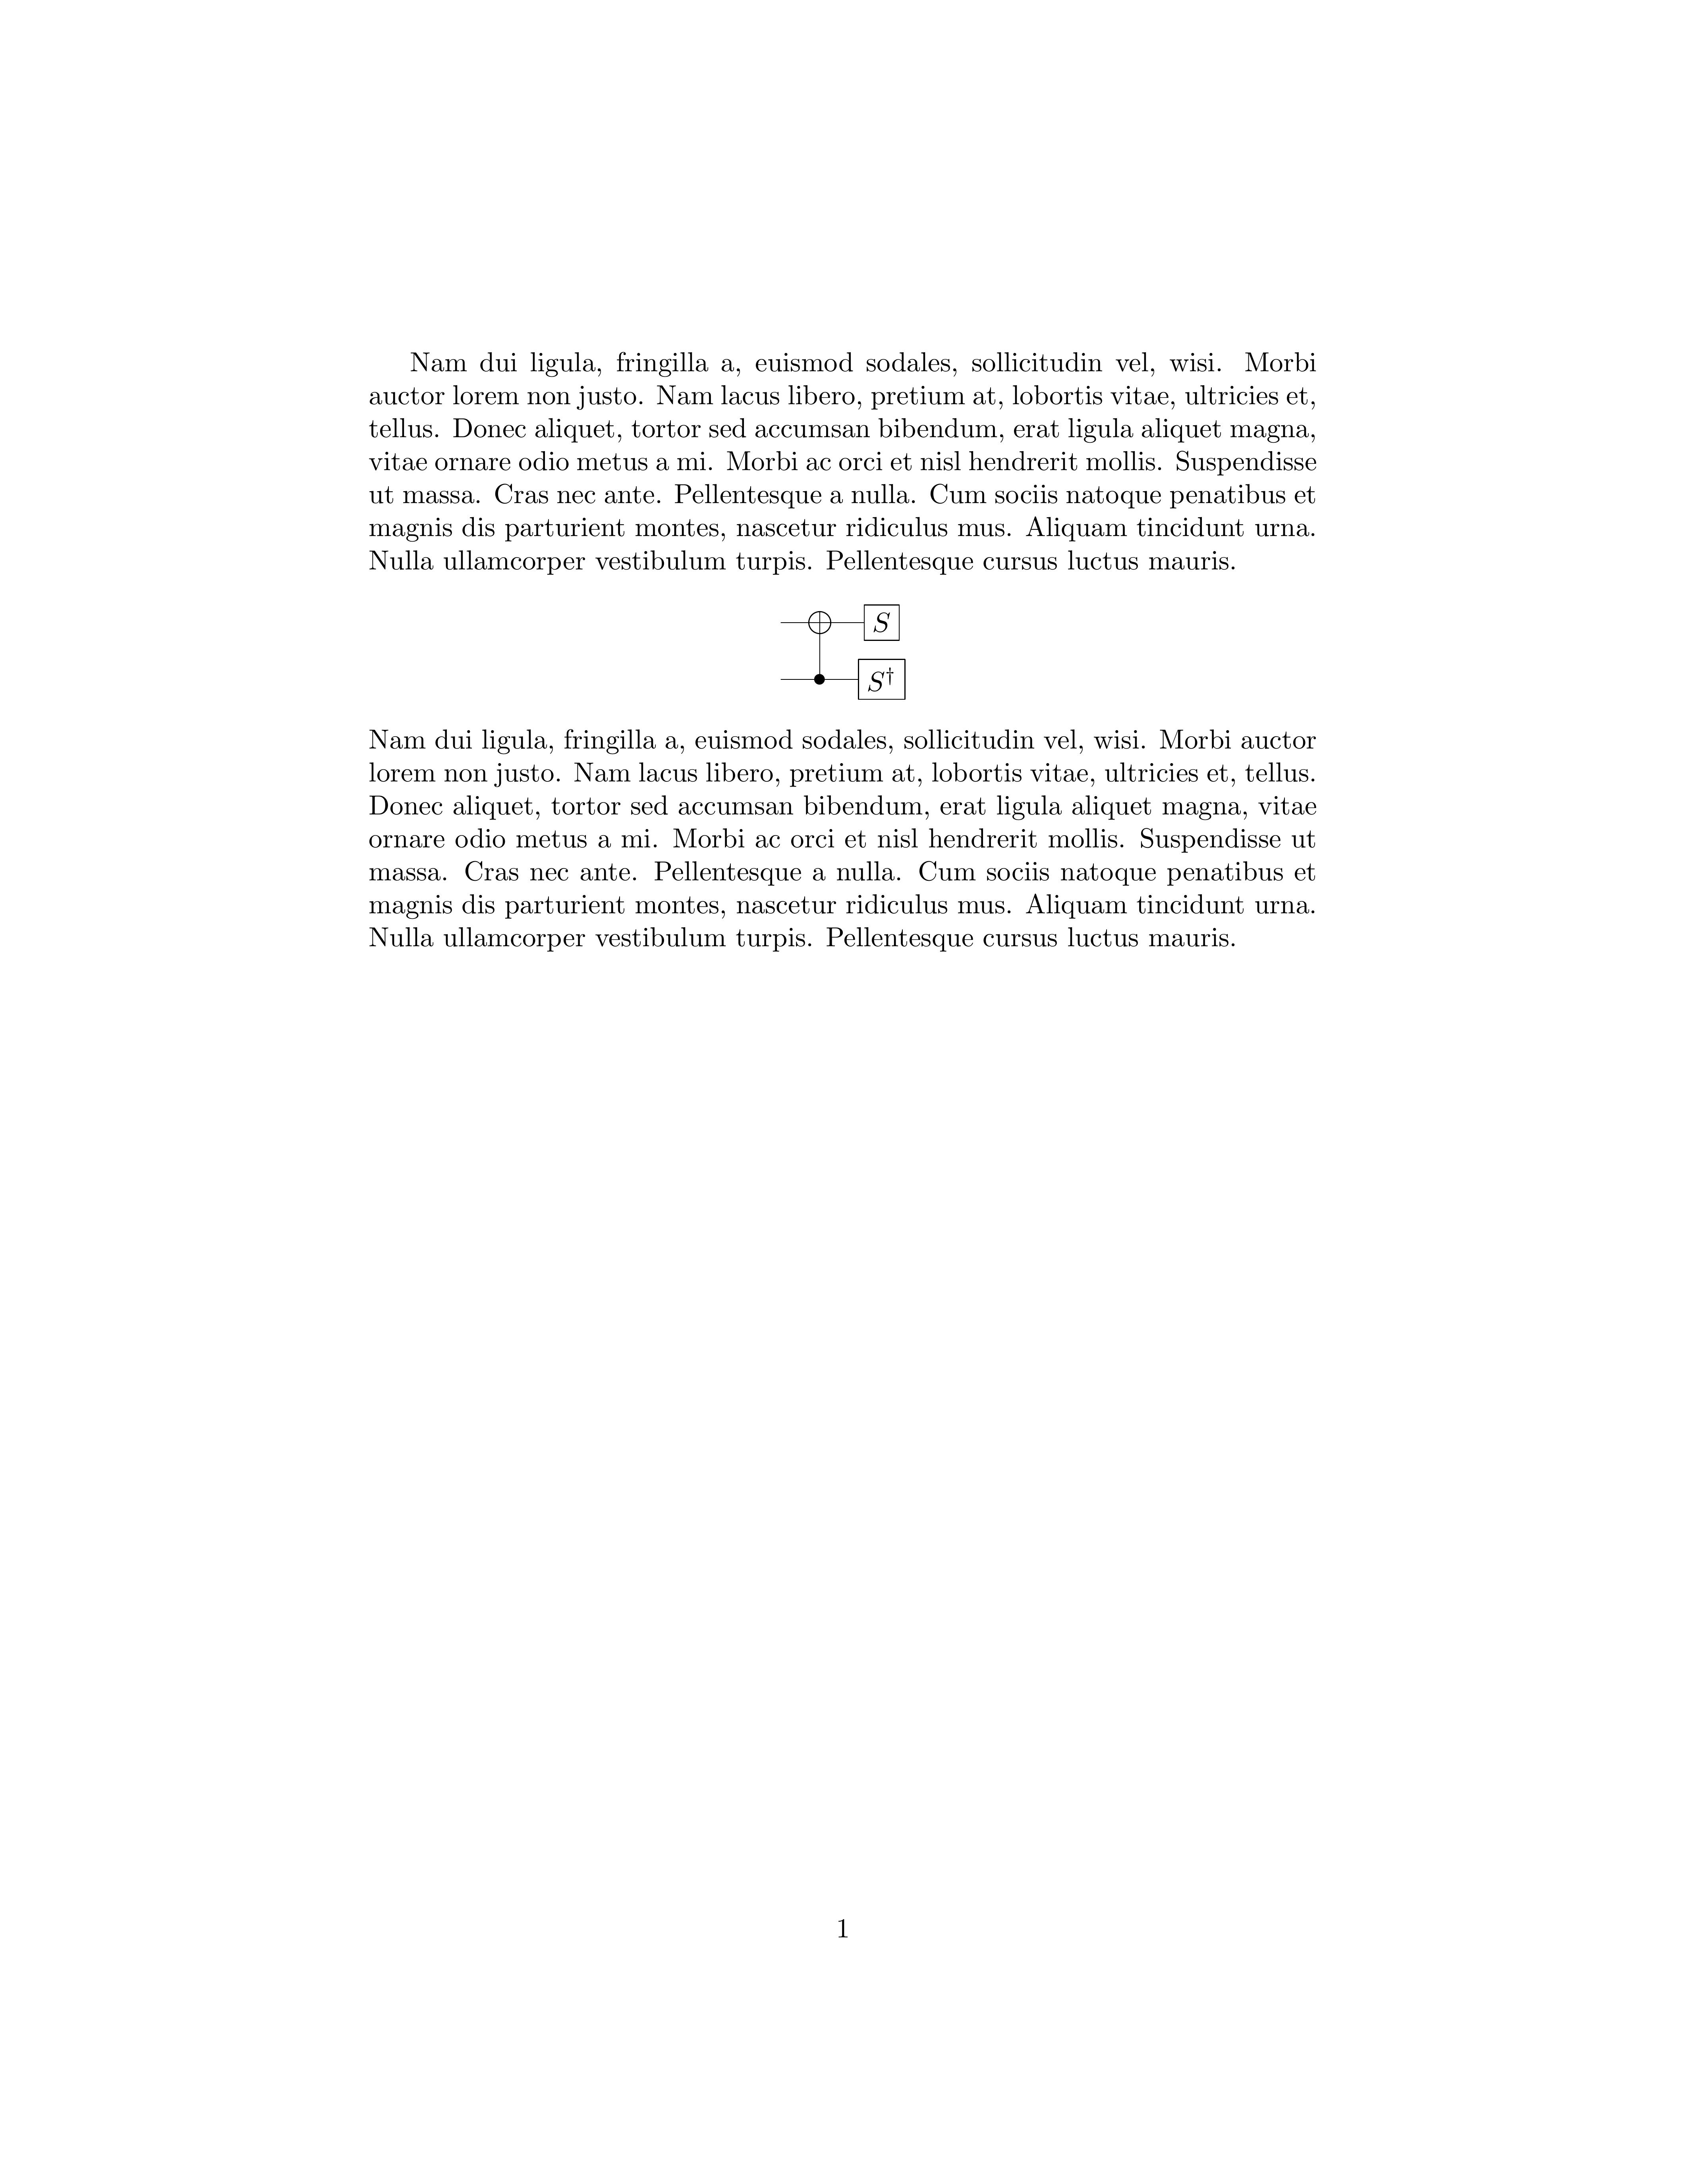 Nam dui ligula, fringilla a, euismod sodales, sollicitudin vel, wisi. Morbi
auctor lorem non justo. Nam lacus libero, pretium at, lobortis vitae, ultricies et,
tellus. Donec aliquet, tortor sed accumsan bibendum, erat ligula aliquet magna,
vitae ornare odio metus a mi. Morbi ac orci et nisl hendrerit mollis. Suspendisse
ut massa. Cras nec ante. Pellentesque a nulla. Cum sociis natoque penatibus et
magnis dis parturient montes, nascetur ridiculus mus. Aliquam tincidunt urna.
Nulla ullamcorper vestibulum turpis. Pellentesque cursus luctus mauris.
S
S†
Nam dui ligula, fringilla a, euismod sodales, sollicitudin vel, wisi. Morbi auctor
lorem non justo. Nam lacus libero, pretium at, lobortis vitae, ultricies et, tellus.
Donec aliquet, tortor sed accumsan bibendum, erat ligula aliquet magna, vitae
ornare odio metus a mi. Morbi ac orci et nisl hendrerit mollis. Suspendisse ut
massa. Cras nec ante. Pellentesque a nulla. Cum sociis natoque penatibus et
magnis dis parturient montes, nascetur ridiculus mus. Aliquam tincidunt urna.
Nulla ullamcorper vestibulum turpis. Pellentesque cursus luctus mauris.
1